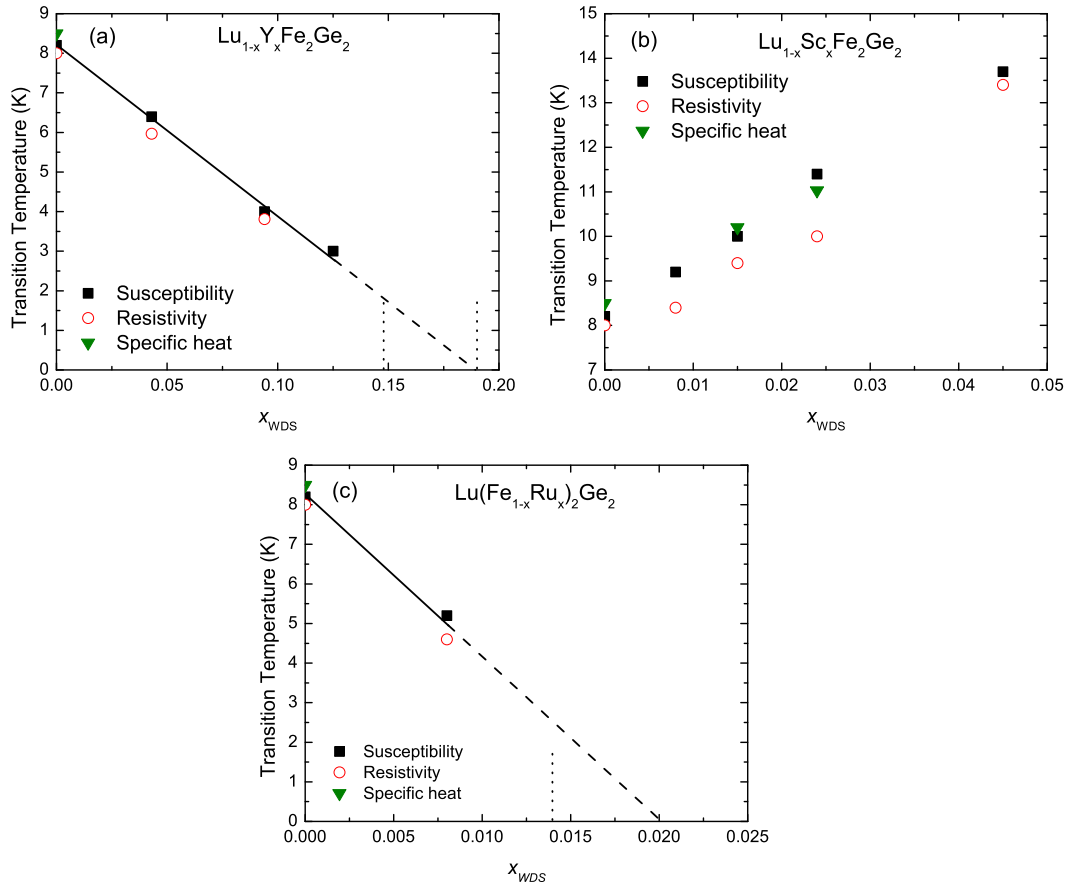 (a)
Lu₁₋ₓYₓFe₂Ge₂
9
8
7
6
5
4
3
2
1
0
Transition Temperature (K)
Susceptibility
Resistivity
Specific heat
0.00 0.05 0.10 0.15 0.20
x_WDS
(b)
Lu₁₋ₓScₓFe₂Ge₂
Susceptibility
Resistivity
Specific heat
15
14
13
12
11
10
9
8
7
Transition Temperature (K)
0.00 0.01 0.02 0.03 0.04 0.05
x_WDS
(c)
Lu(Fe₁₋ₓRuₓ)₂Ge₂
9
8
7
6
5
4
3
2
1
0
Transition Temperature (K)
Susceptibility
Resistivity
Specific heat
0.000 0.005 0.010 0.015 0.020 0.025
x_WDS